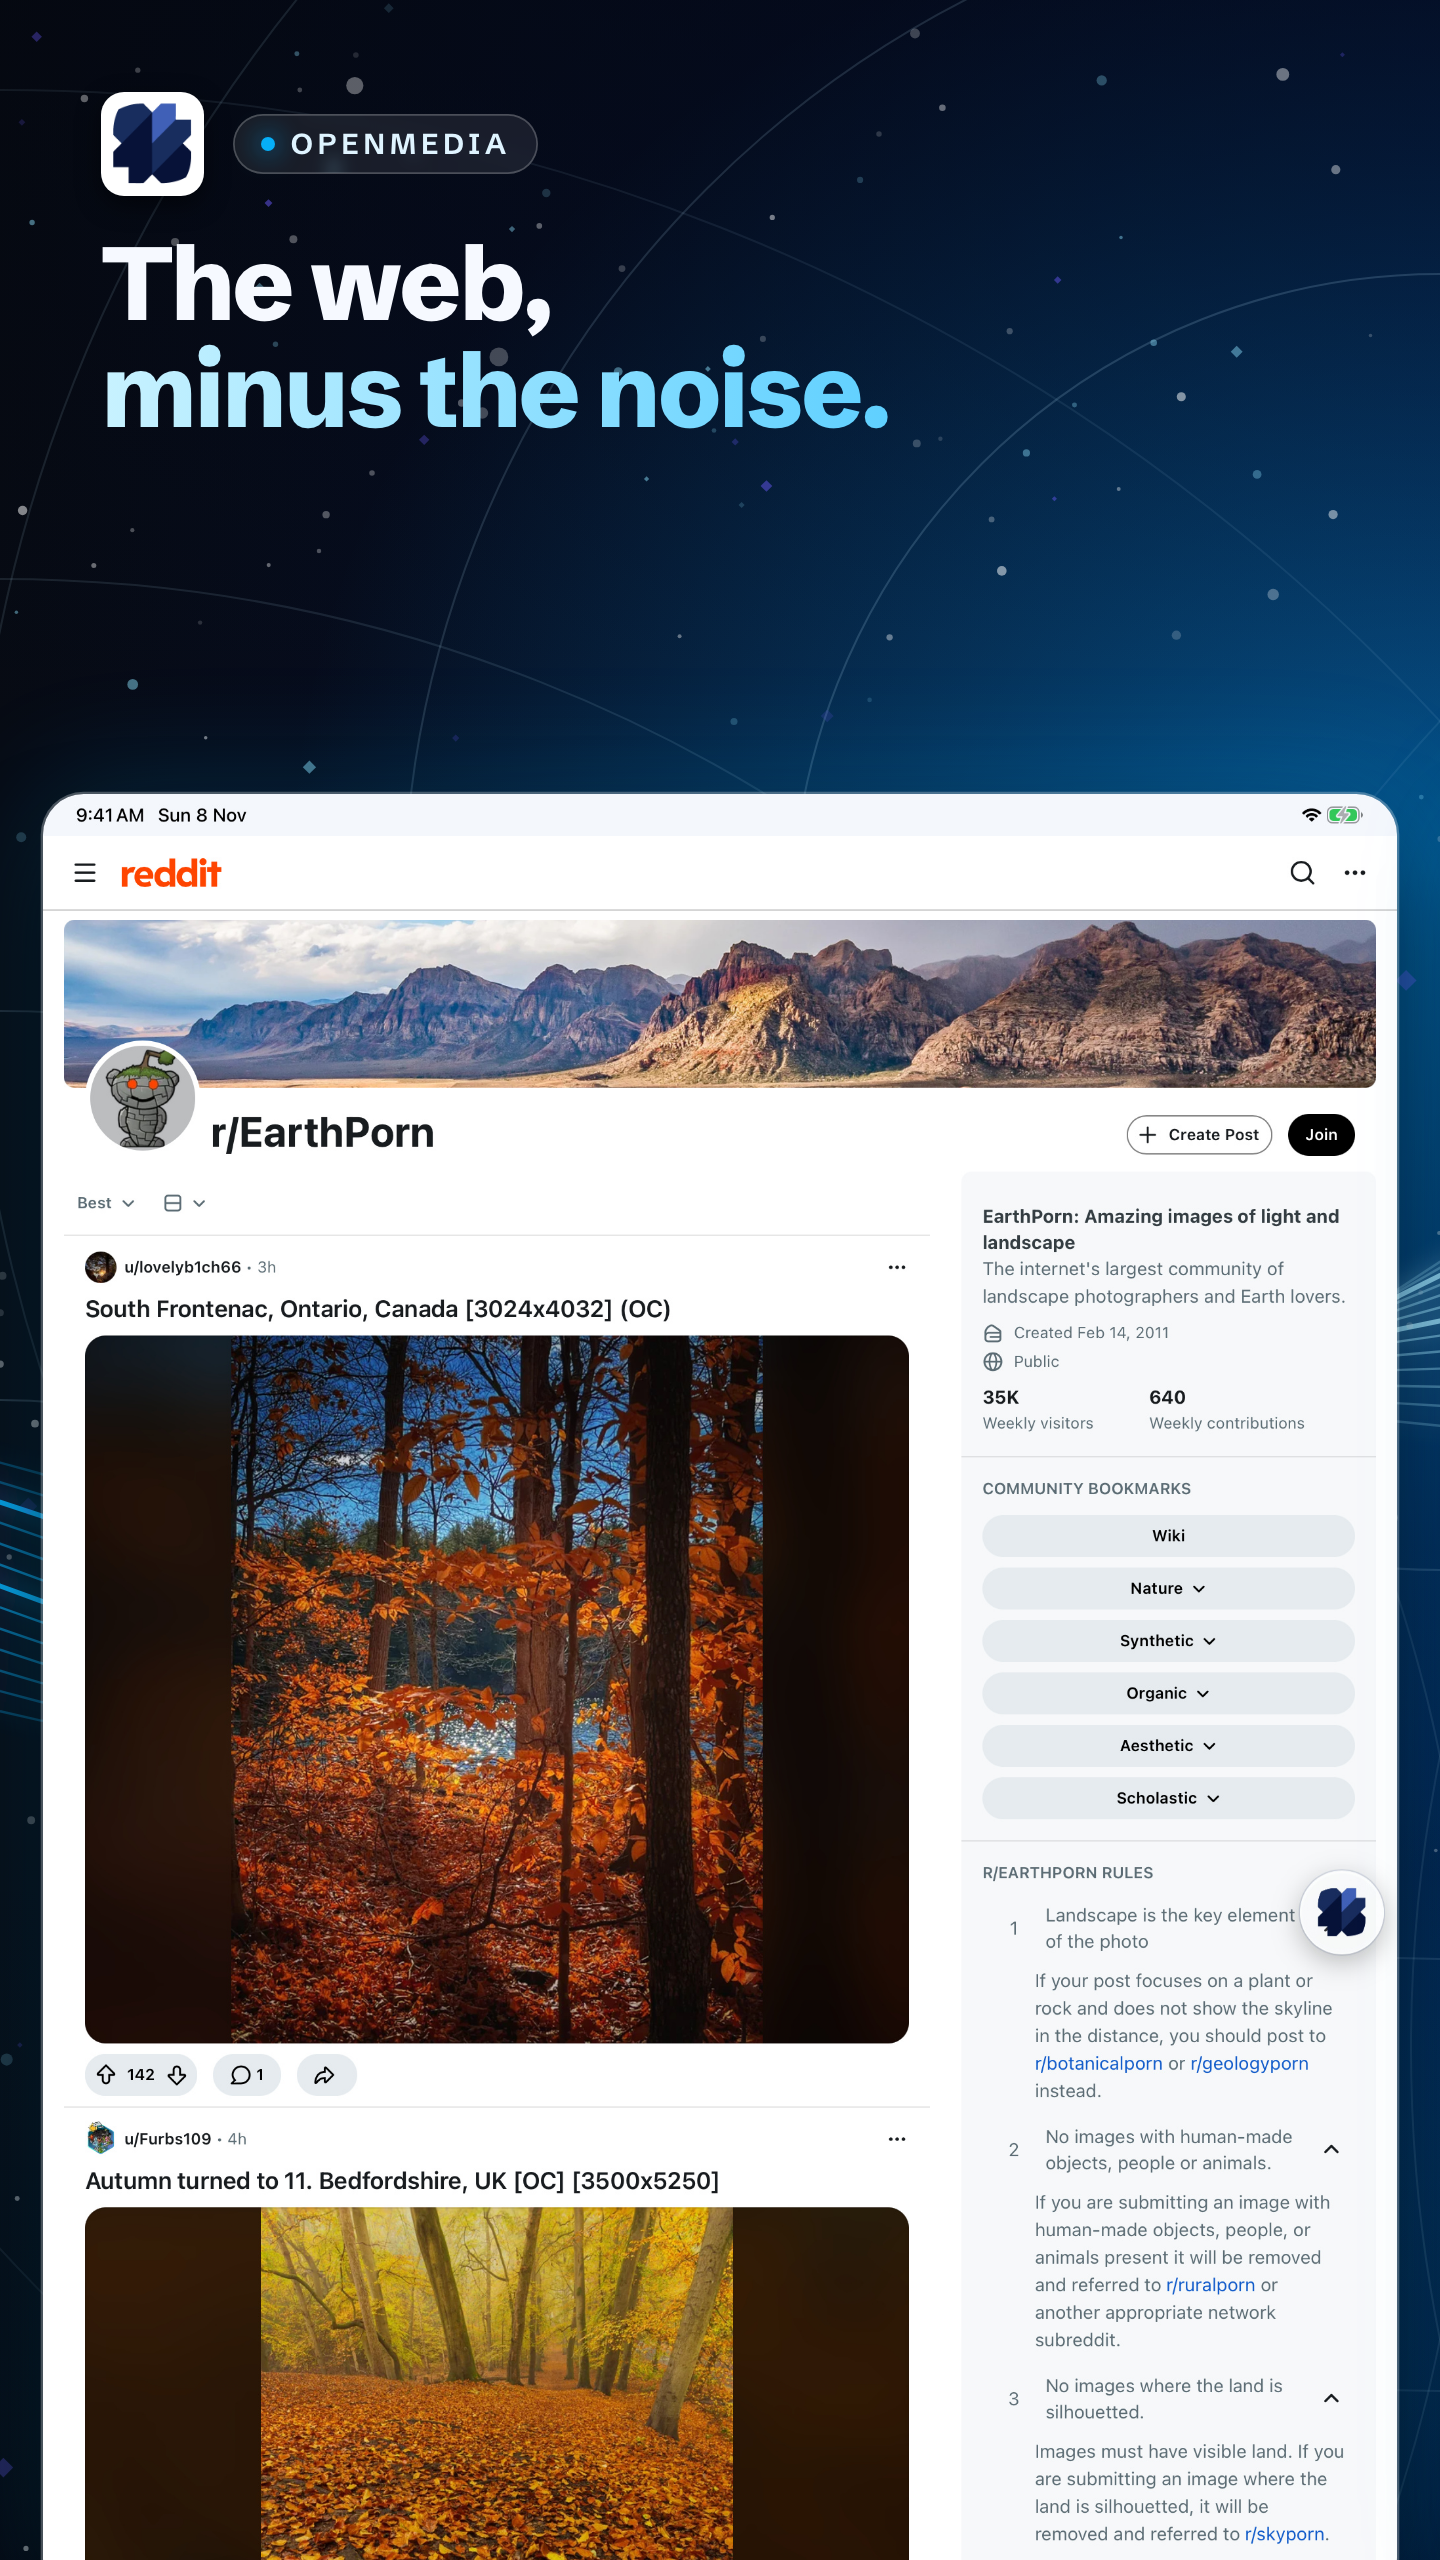 OPENMEDIA
The web,
minus the noise.
9:41 AM Sun 8 Nov
reddit
r/EarthPorn
Create Post
Join
Best
u/lovelyb1ch66 • 3h
South Frontenac, Ontario, Canada [3024x4032] (OC)
142
1
u/Furbs109 • 4h
Autumn turned to 11. Bedfordshire, UK [OC] [3500x5250]
EarthPorn: Amazing images of light and
landscape
The internet's largest community of
landscape photographers and Earth lovers.
Created Feb 14, 2011
Public
35K
Weekly visitors
640
Weekly contributions
COMMUNITY BOOKMARKS
Wiki
Nature
Synthetic
Organic
Aesthetic
Scholastic
R/EARTHPORN RULES
1
Landscape is the key element
of the photo
If your post focuses on a plant or
rock and does not show the skyline
in the distance, you should post to
r/botanicalporn or r/geologyporn
instead.
2
No images with human-made
objects, people or animals.
If you are submitting an image with
human-made objects, people, or
animals present it will be removed
and referred to r/ruralporn or
another appropriate network
subreddit.
3
No images where the land is
silhouetted.
Images must have visible land. If you
are submitting an image where the
land is silhouetted, it will be
removed and referred to r/skyporn.